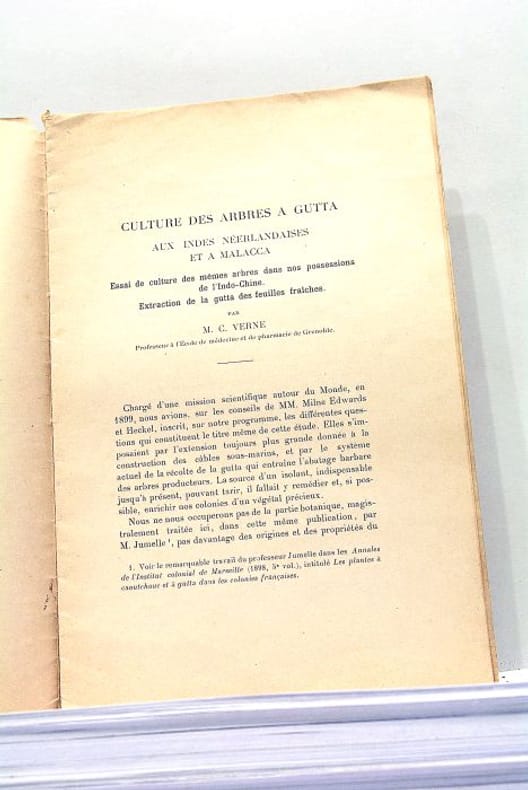 CULTURE DES ARBRES A GUTTA
AUX INDES NÉERLANDAISES
ET A MALACCA
Essai de culture des mêmes arbres dans nos possessions
de l'Indo-Chine.
Extraction de la gutta des feuilles fraîches.
PAR
M. C. VERNE
Professeur à l'École de médecine et de pharmacie de Grenoble.
Chargé d'une mission scientifique autour du Monde, en
1899, nous avions, sur les conseils de MM. Milne Edwards
et Heckel, inscrit, sur notre programme, les différentes ques-
tions qui constituent le titre même de cette étude. Elles s'im-
posaient par l'extension toujours plus grande donnée à la
construction des câbles sous-marins, et par le système
actuel de la récolte de la gutta qui entraîne l'abatage barbare
des arbres producteurs. La source d'un isolant, indispensable
jusqu'à présent, pouvant tarir, il fallait y remédier et, si pos-
sible, enrichir nos colonies d'un végétal précieux.
Nous ne nous occuperons pas de la partie botanique, magis-
tralement traitée ici, dans cette même publication, par
M. Jumelle ¹, pas davantage des origines et des propriétés du
1. Voir le remarquable travail du professeur Jumelle dans les Annales
de l'Institut colonial de Marseille (1898, 5e vol.), intitulé Les plantes à
caoutchouc et à gutta dans les colonies françaises.